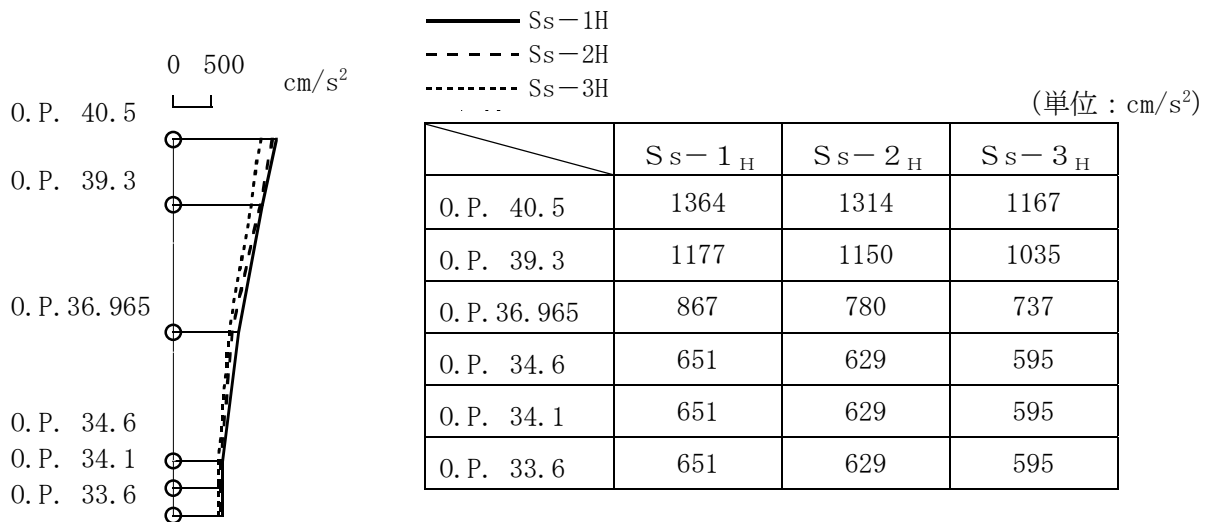 Ss－1H
Ss－2H
Ss－3H
0 500
cm/s²
(単位：cm/s²)
O.P. 40.5
O.P. 39.3
O.P.36.965
O.P. 34.6
O.P. 34.1
O.P. 33.6
Ss－1H Ss－2H Ss－3H
O.P. 40.5 1364 1314 1167
O.P. 39.3 1177 1150 1035
O.P.36.965 867 780 737
O.P. 34.6 651 629 595
O.P. 34.1 651 629 595
O.P. 33.6 651 629 595